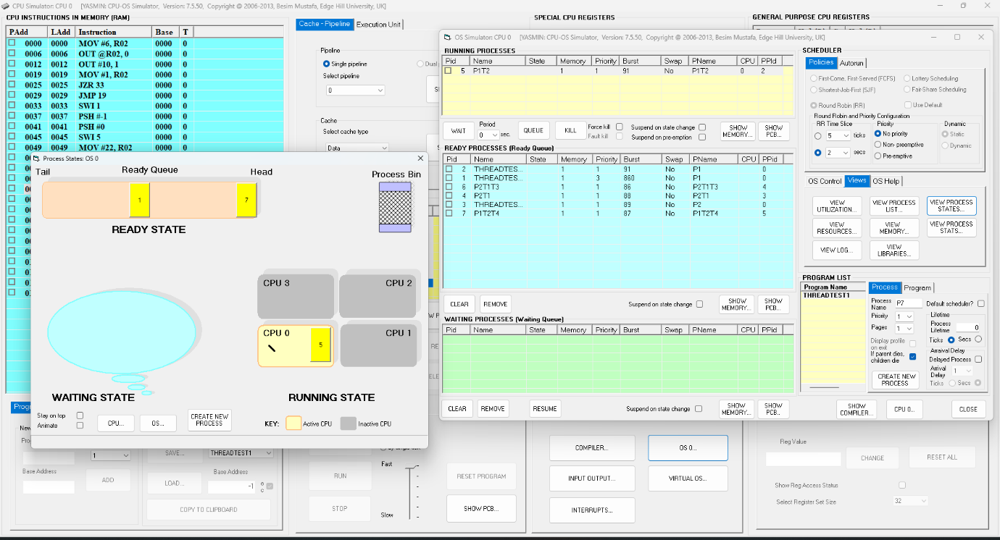 CPU Simulator: CPU 0 [YASMIN: CPU-OS Simulator, Version: 7.5.50, Copyright @ 2006-2013, Besim Mustafa, Edge Hill University, UK]
CPU INSTRUCTIONS IN MEMORY (RAM)
PAdd LAdd Instruction Base T
0000 0000 MOV #6, R02 0000 0
0006 0006 OUT @R02, 0 0000 0
0012 0012 OUT #10, 1 0000 0
0019 0019 MOV #1, R02 0000 0
0025 0025 JZR 33 0000 0
0029 0029 JMP 19 0000 0
0033 0033 SWI 1 0000 0
0037 0037 PSH #-1 0000 0
0041 0041 PSH #0 0000 0
0045 0045 SWI 5 0000 0
0049 0049 MOV #22, R02 0000 0
Cache - Pipeline Execution Unit
Pipeline
Single pipeline
Select pipeline
0
Cache
Select cache type
Data
SPECIAL CPU REGISTERS
GENERAL PURPOSE CPU REGISTERS
Process States: OS 0
Tail Ready Queue Head
Process Bin
1 7
READY STATE
CPU 3 CPU 2
CPU 0 5 CPU 1
WAITING STATE RUNNING STATE
Stay on top
Animate
CPU... OS... CREATE NEW PROCESS
KEY: Active CPU Inactive CPU
OS Simulator: CPU 0 [YASMIN: CPU-OS Simulator, Version: 7.5.50, Copyright @ 2006-2013, Besim Mustafa, Edge Hill University, UK]
RUNNING PROCESSES
Pid Name State Memory Priority Burst Swap PName CPU PPId
5 P1T2 1 1 91 No P1T2 0 2
WAIT
Period
0 sec.
QUEUE
KILL
Force kill
Fault kill
Suspend on state change
Suspend on pre-emption
SHOW MEMORY...
SHOW PCB...
READY PROCESSES (Ready Queue)
Pid Name State Memory Priority Burst Swap PName CPU PPId
2 THREADTES... 1 1 91 No P1 0
1 THREADTES... 1 3 860 No P1 0
6 P2T1T3 1 1 86 No P2T1T3 4
4 P2T1 1 1 88 No P2T1 3
3 THREADTES... 1 1 89 No P2 0
7 P1T2T4 1 1 87 No P1T2T4 5
CLEAR REMOVE
Suspend on state change
SHOW MEMORY...
SHOW PCB...
WAITING PROCESSES (Waiting Queue)
Pid Name State Memory Priority Burst Swap PName CPU PPId
CLEAR REMOVE RESUME
Suspend on state change
SHOW MEMORY...
SHOW PCB..
SCHEDULER
Policies Autorun
First-Come, First-Served (FCFS) Lottery Scheduling
Shortest-Job-First (SJF) Fair-Share Scheduling
Round Robin (RR) Use Default
Round Robin and Priority Configuration
RR Time Slice Priority Dynamic
5 ticks No priority Static
2 secs Non- preemptive Dynamic
Pre-emptive
OS Control Views OS Help
VIEW UTILIZATION...
VIEW PROCESS LIST...
VIEW PROCESS STATES...
VIEW RESOURCES...
VIEW MEMORY...
VIEW PROCESS STATS...
VIEW LOG...
VIEW LIBRARIES...
PROGRAM LIST
Program Name
THREADTEST1
Process Program
Process Name P7
Default scheduler?
Priority 1
Pages 1
Display profile on exit
If parent dies, children die
CREATE NEW PROCESS
Lifetime
Process Lifetime 0
Ticks Secs
Arraival Delay
Delayed Process
Arrival Delay 1
Ticks Secs
SHOW COMPILER...
CPU 0...
CLOSE
1
Base Address
ADD
SAVE...
THREADTEST1
LOAD...
Base Address
-1
COPY TO CLIPBOARD
Fast
Slow
RUN
STOP
RESET PROGRAM
SHOW PCB...
COMPILER...
OS 0...
INPUT OUTPUT...
VIRTUAL OS...
INTERRUPTS...
Reg Value
CHANGE
RESET ALL
Show Reg Access Status
Select Register Set Size
32